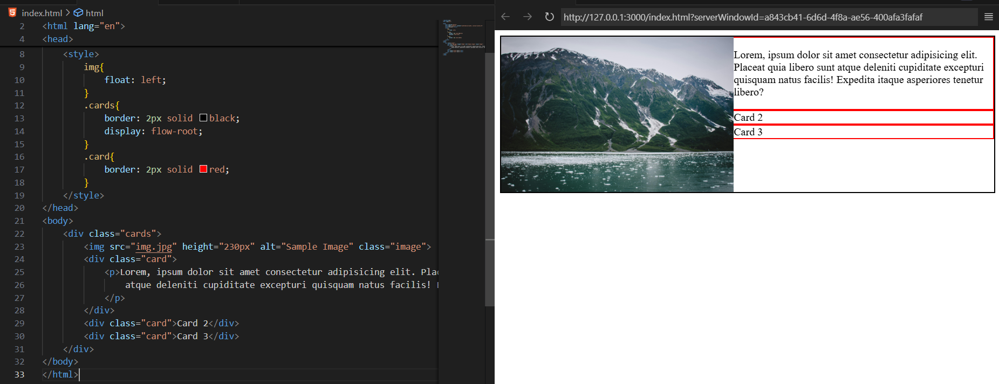 index.html > html
2 <html lang="en">
4 <head>
8 <style>
9 img{
10 float: left;
11 }
12 .cards{
13 border: 2px solid black;
14 display: flow-root;
15 }
16 .card{
17 border: 2px solid red;
18 }
19 </style>
20 </head>
21 <body>
22 <div class="cards">
23 <img src="img.jpg" height="230px" alt="Sample Image" class="image">
24 <div class="card">
25 <p>Lorem, ipsum dolor sit amet consectetur adipisicing elit. Plac
26 atque deleniti cupiditate excepturi quisquam natus facilis!
27 </p>
28 </div>
29 <div class="card">Card 2</div>
30 <div class="card">Card 3</div>
31 </div>
32 </body>
33 </html>
http://127.0.0.1:3000/index.html?serverWindowId=a843cb41-6d6d-4f8a-ae56-400afa3fafaf
Lorem, ipsum dolor sit amet consectetur adipisicing elit.
Placeat quia libero sunt atque deleniti cupiditate excepturi
quisquam natus facilis! Expedita itaque asperiores tenetur
libero?
Card 2
Card 3